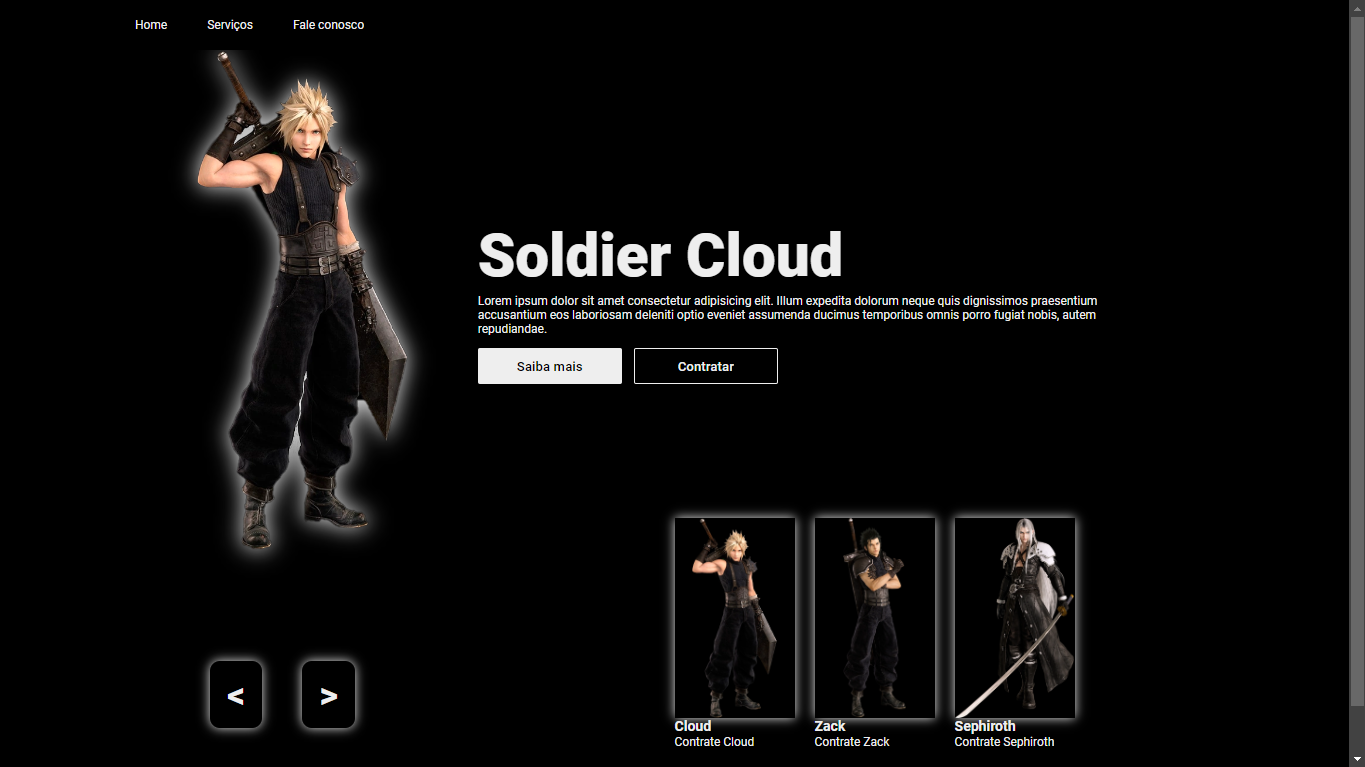 Home Serviços Fale conosco
Soldier Cloud
Lorem ipsum dolor sit amet consectetur adipisicing elit. Illum expedita dolorum neque quis dignissimos praesentium
accusantium eos laboriosam deleniti optio eveniet assumenda ducimus temporibus omnis porro fugiat nobis, autem
repudiandae.
Saiba mais Contratar
< >
Cloud Zack Sephiroth
Contrate Cloud Contrate Zack Contrate Sephiroth